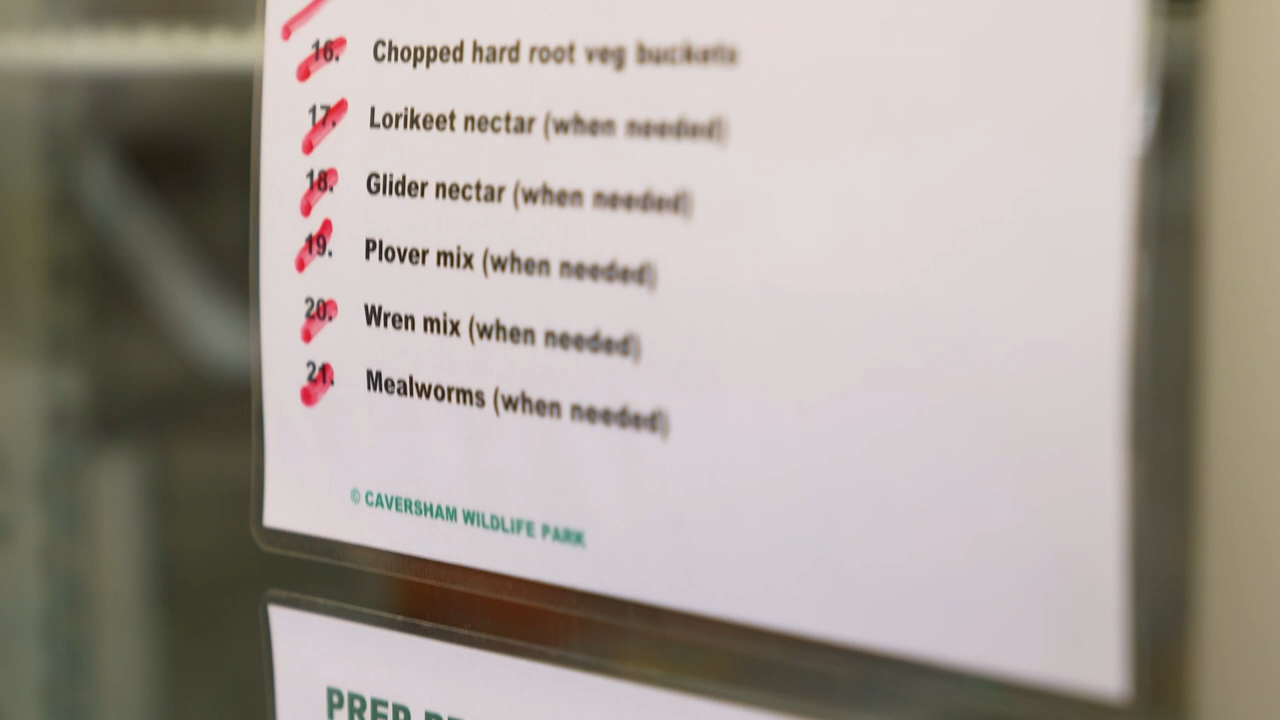 16. Chopped hard root veg buckets
17. Lorikeet nectar (when needed)
18. Glider nectar (when needed)
19. Plover mix (when needed)
20. Wren mix (when needed)
21. Mealworms (when needed)
© CAVERSHAM WILDLIFE PARK
PREP